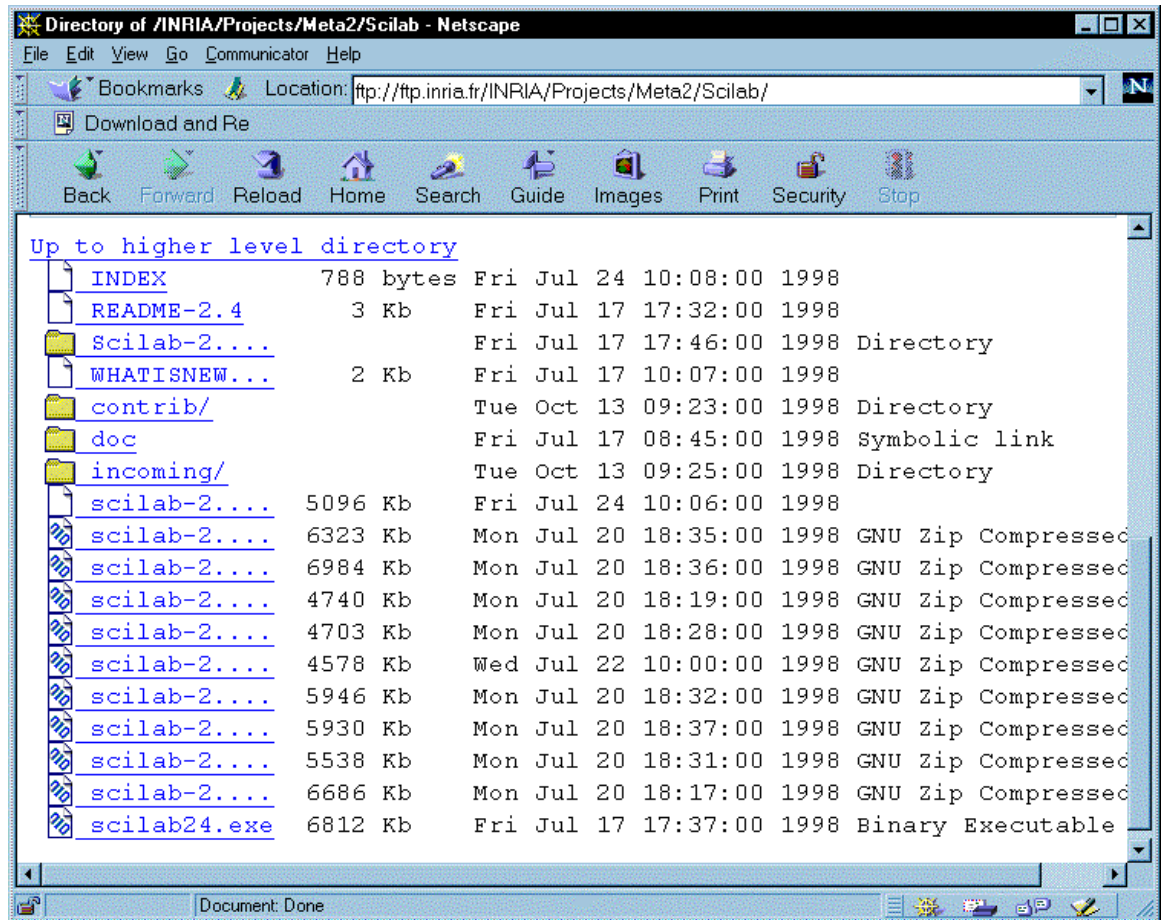 Directory of /INRIA/Projects/Meta2/Scilab - Netscape
File Edit View Go Communicator Help
Bookmarks Location: ftp://ftp.inria.fr/INRIA/Projects/Meta2/Scilab/ N
Download and Re
Back Forward Reload Home Search Guide Images Print Security Stop
Up to higher level directory
INDEX 788 bytes Fri Jul 24 10:08:00 1998
README-2.4 3 Kb Fri Jul 17 17:32:00 1998
Scilab-2.... Fri Jul 17 17:46:00 1998 Directory
WHATISNEW... 2 Kb Fri Jul 17 10:07:00 1998
contrib/ Tue Oct 13 09:23:00 1998 Directory
doc Fri Jul 17 08:45:00 1998 Symbolic link
incoming/ Tue Oct 13 09:25:00 1998 Directory
scilab-2.... 5096 Kb Fri Jul 24 10:06:00 1998
scilab-2.... 6323 Kb Mon Jul 20 18:35:00 1998 GNU Zip Compressed
scilab-2.... 6984 Kb Mon Jul 20 18:36:00 1998 GNU Zip Compressed
scilab-2.... 4740 Kb Mon Jul 20 18:19:00 1998 GNU Zip Compressed
scilab-2.... 4703 Kb Mon Jul 20 18:28:00 1998 GNU Zip Compressed
scilab-2.... 4578 Kb Wed Jul 22 10:00:00 1998 GNU Zip Compressed
scilab-2.... 5946 Kb Mon Jul 20 18:32:00 1998 GNU Zip Compressed
scilab-2.... 5930 Kb Mon Jul 20 18:37:00 1998 GNU Zip Compressed
scilab-2.... 5538 Kb Mon Jul 20 18:31:00 1998 GNU Zip Compressed
scilab-2.... 6686 Kb Mon Jul 20 18:17:00 1998 GNU Zip Compressed
scilab24.exe 6812 Kb Fri Jul 17 17:37:00 1998 Binary Executable
Document: Done